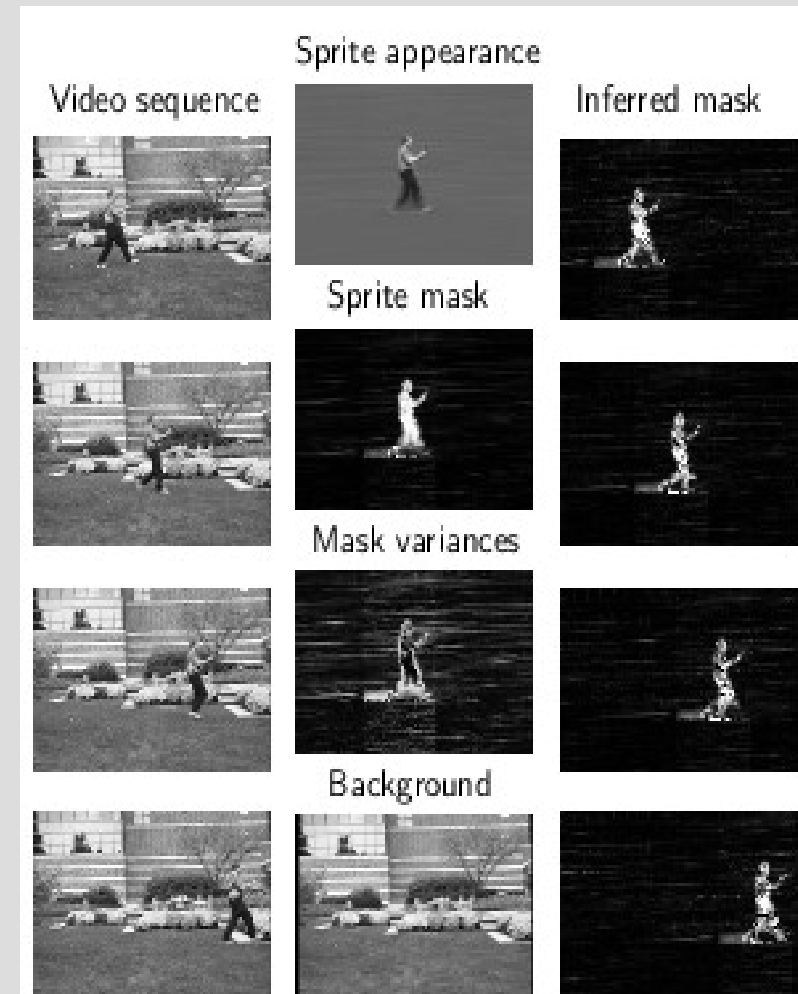 Sprite appearance
Video sequence
Inferred mask
Sprite mask
Mask variances
Background